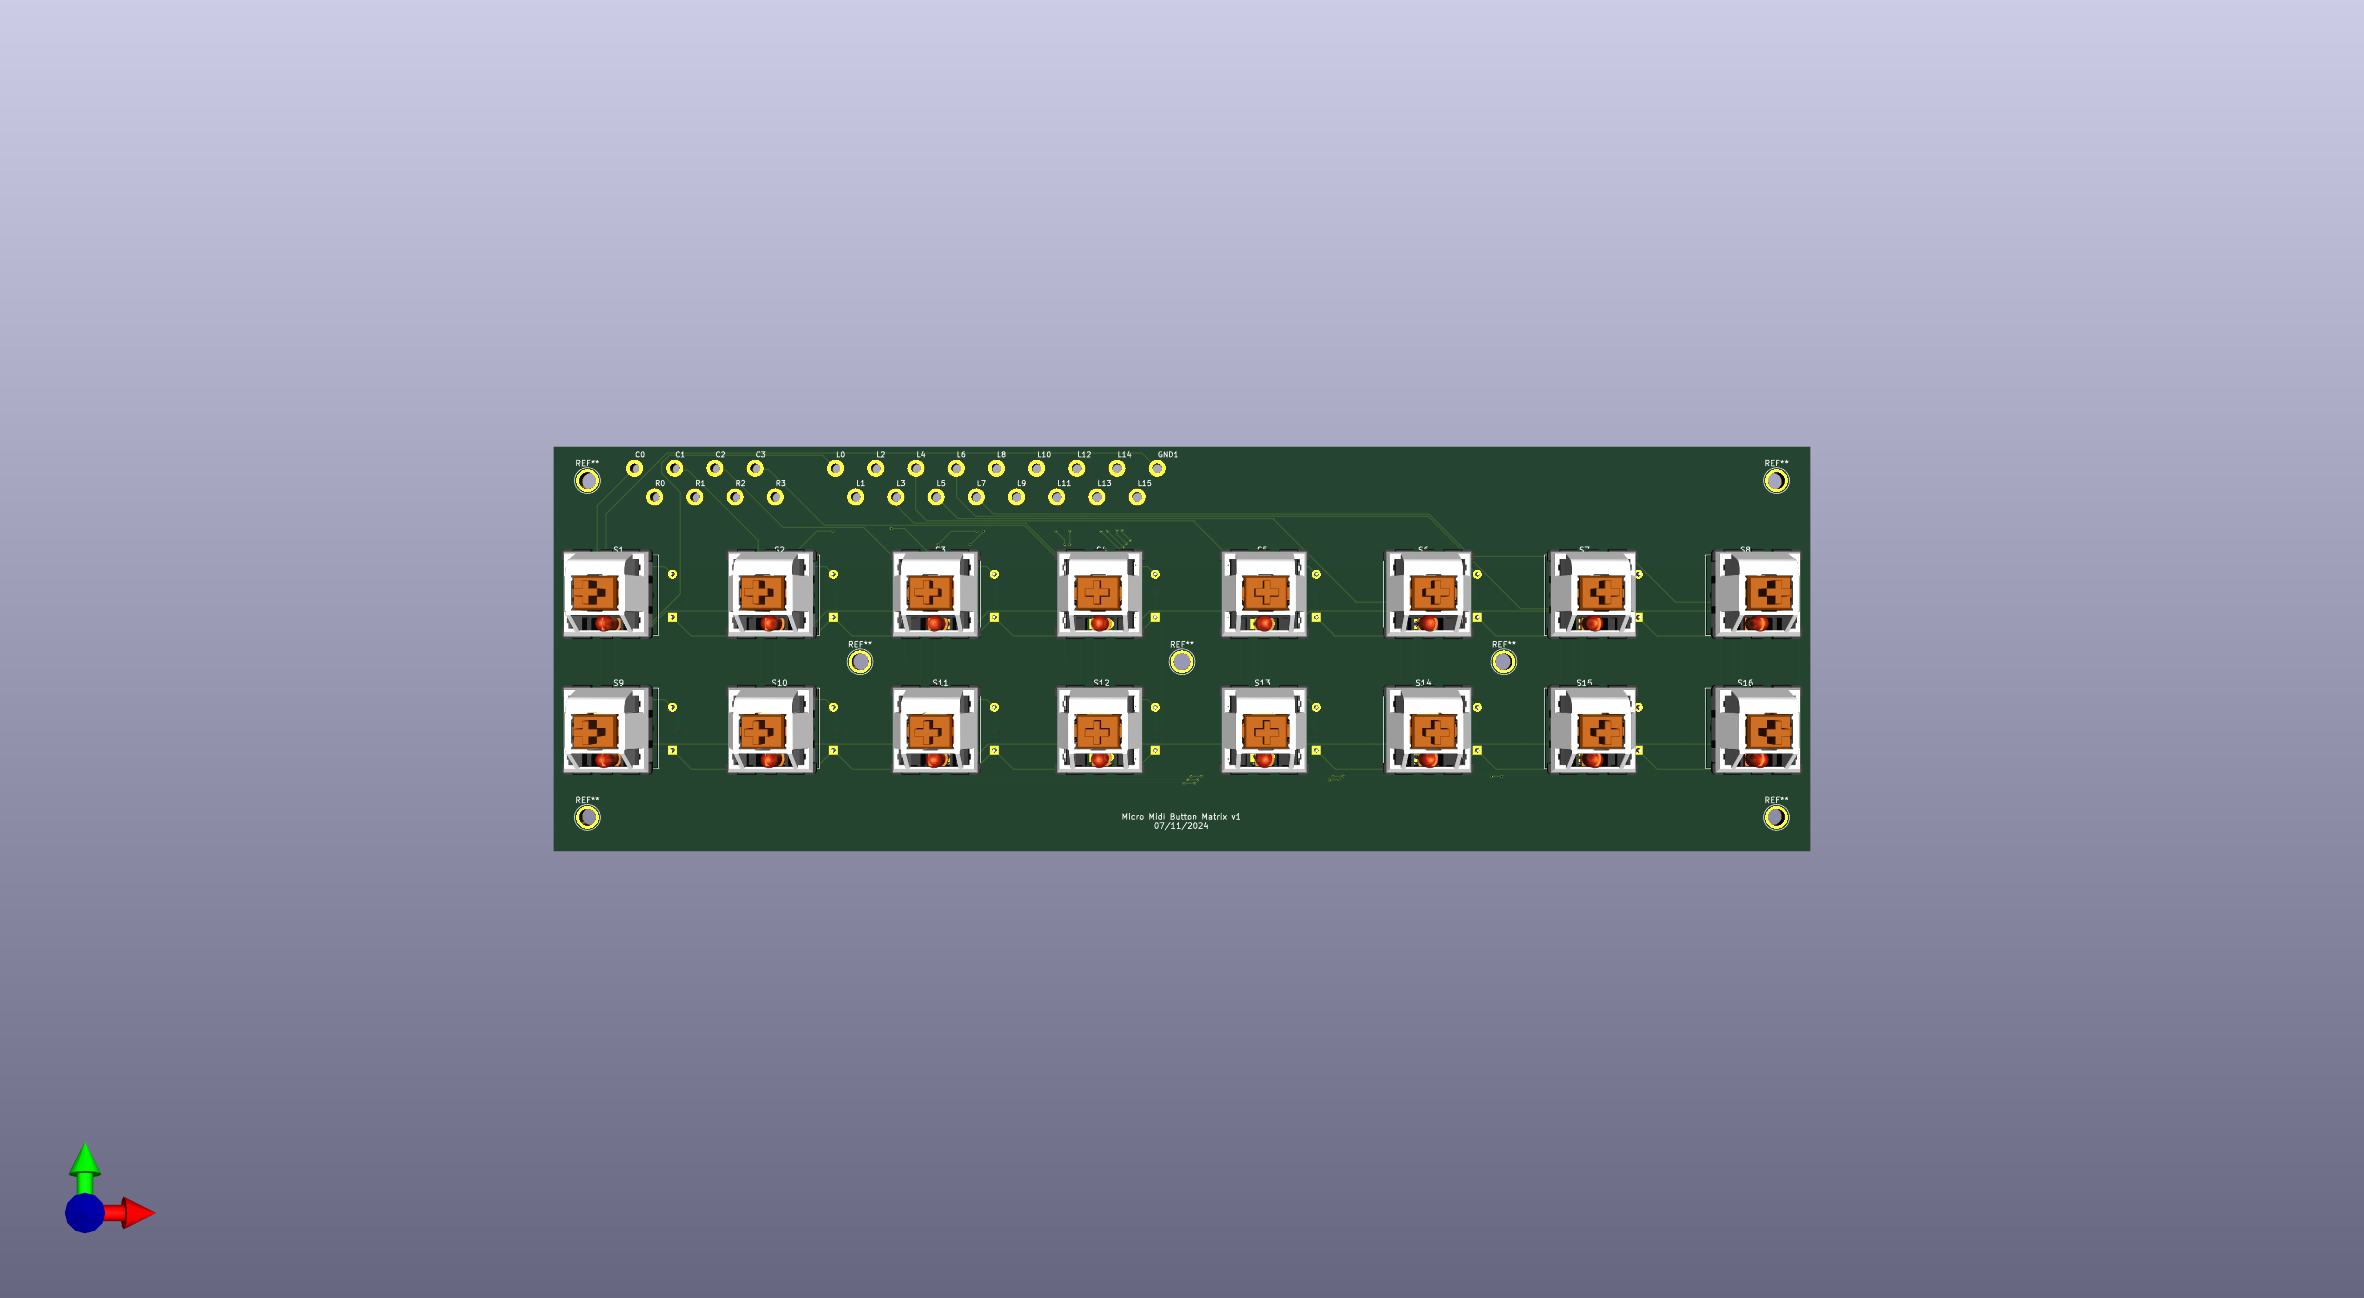 C0 C1 C2 C3 L0 L2 L4 L6 L8 L10 L12 L14 GND1
REF** REF**
R0 R1 R2 R3 L1 L3 L5 L7 L9 L11 L13 L15
S1 S2 S7 S8
REF** REF** REF**
S9 S10 S11 S12 S13 S14 S15 S16
REF** REF**
Micro Midi Button Matrix v1
07/11/2024